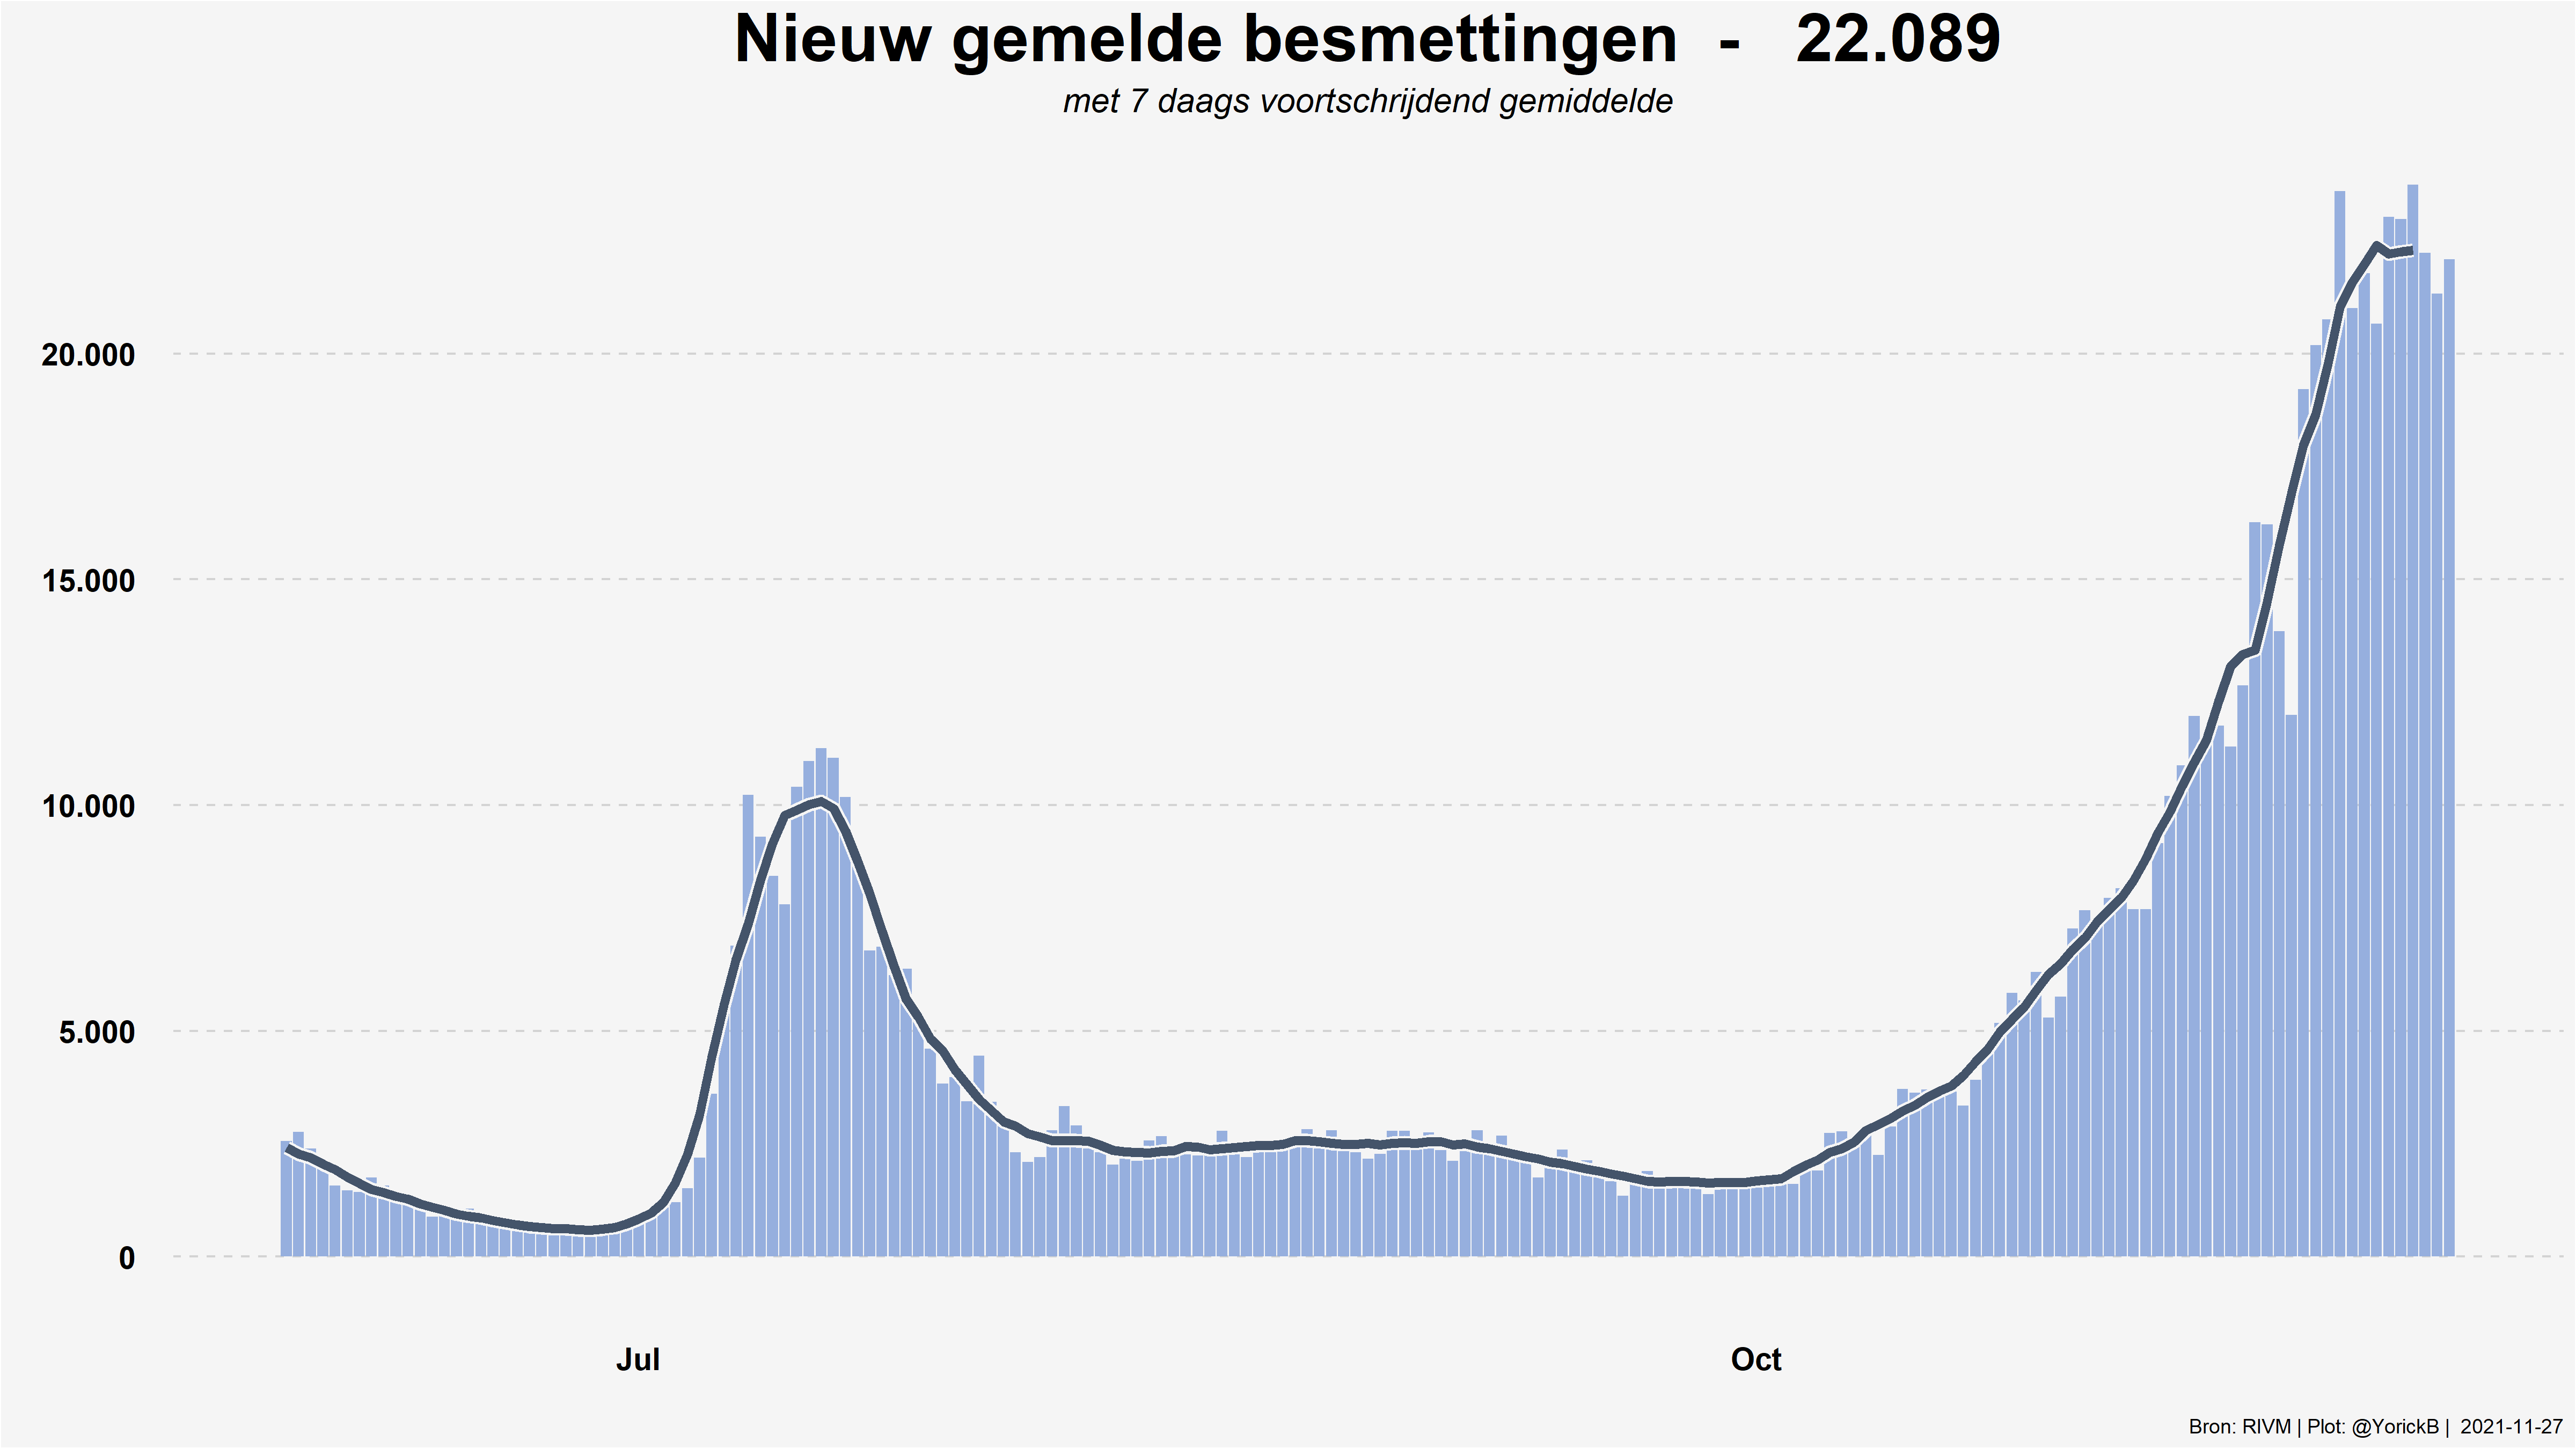 Nieuw gemelde besmettingen - 22.089
met 7 daags voortschrijdend gemiddelde
20.000
15.000
10.000
5.000
0
Jul Oct
Bron: RIVM | Plot: @YorickB | 2021-11-27